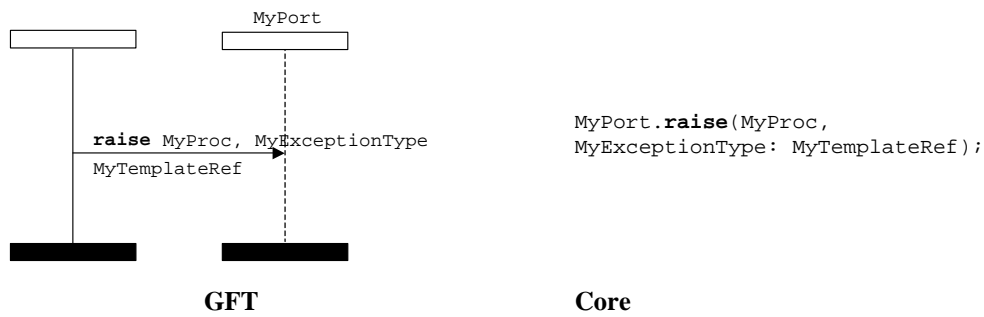 MyPort
raise MyProc, MyExceptionType
MyTemplateRef
MyPort.raise(MyProc,
MyExceptionType: MyTemplateRef);
GFT
Core